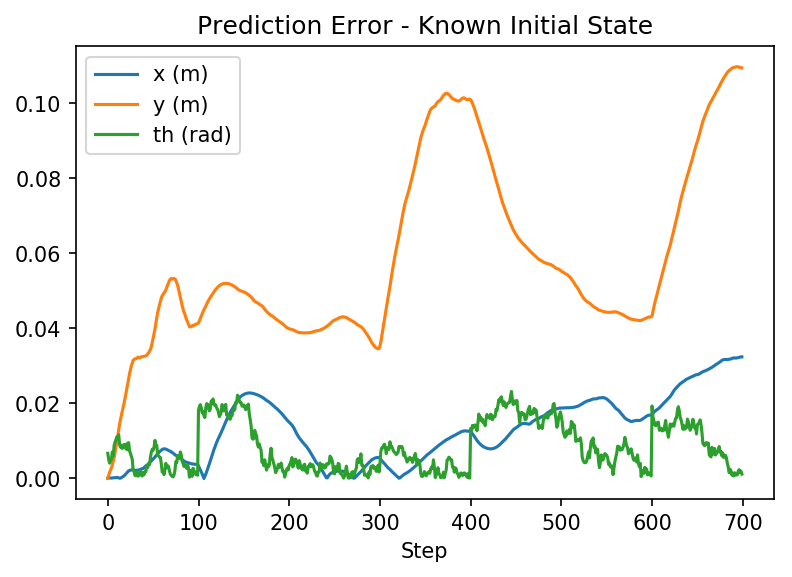 Prediction Error - Known Initial State
x (m)
y (m)
th (rad)
0.10
0.08
0.06
0.04
0.02
0.00
0 100 200 300 400 500 600 700
Step